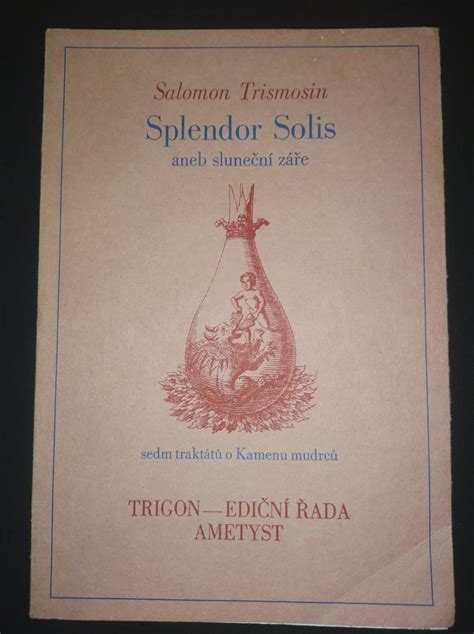 Salomon Trismosin
Splendor Solis
aneb sluneční záře
sedm traktátů o Kamenu mudrců
TRIGON—EDIČNÍ ŘADA
AMETYST